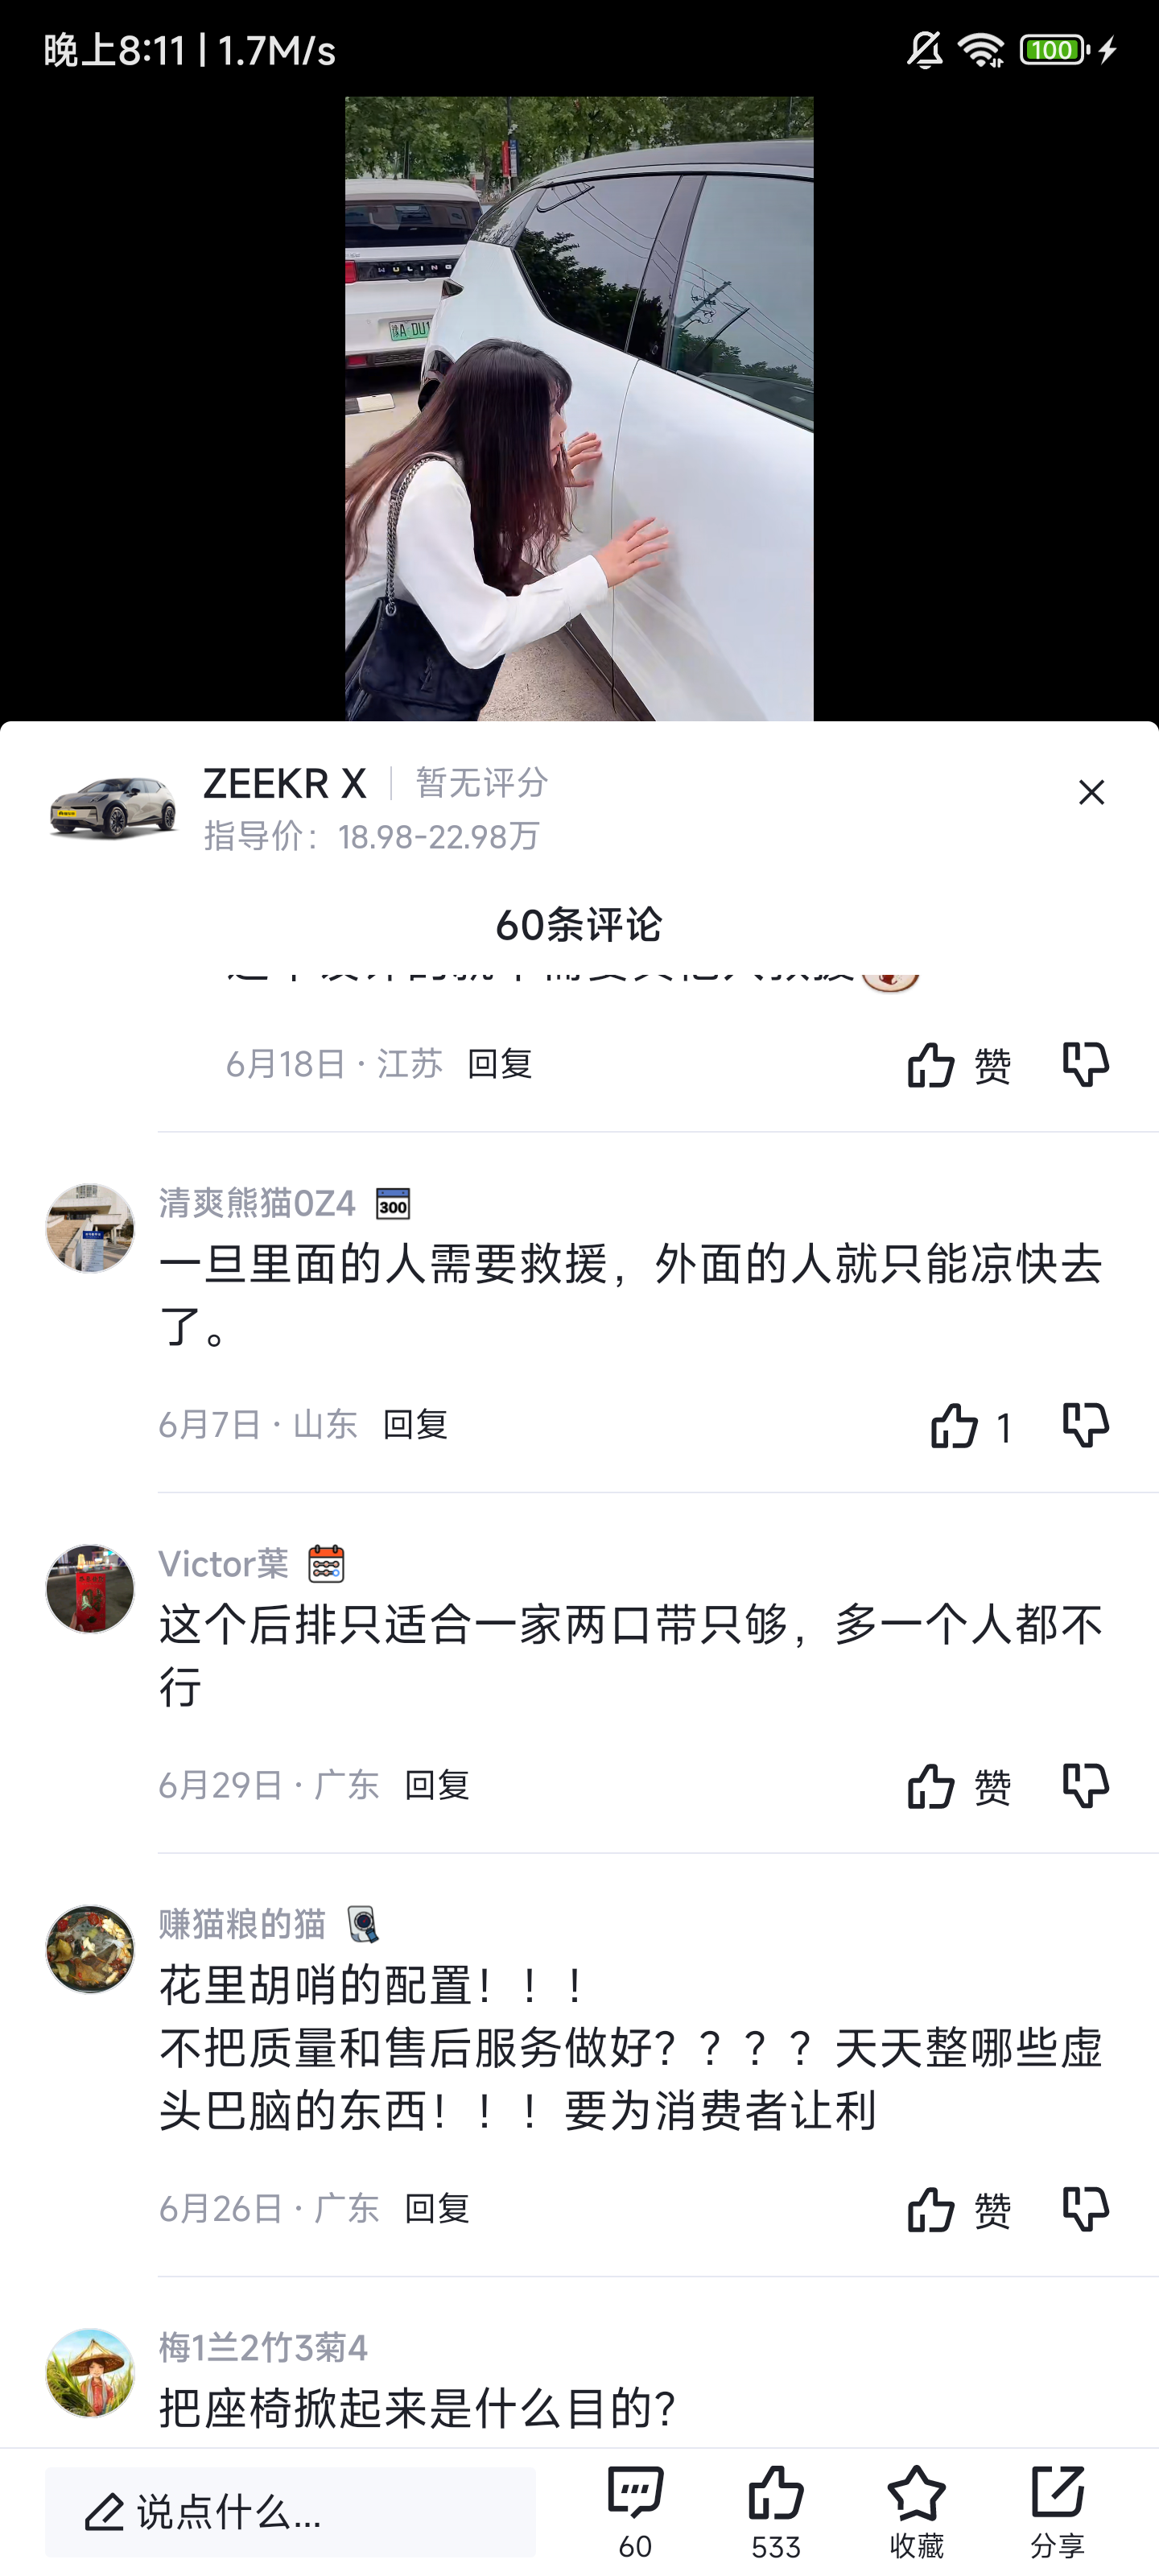 晚上8:11 | 1.7M/s
100
WULING
豫A DU1
ZEEKR X
暂无评分
指导价：18.98-22.98万
60条评论
6月18日 · 江苏 回复
赞
清爽熊猫0Z4
300
一旦里面的人需要救援，外面的人就只能凉快去
了。
6月7日 · 山东 回复
1
Victor葉
这个后排只适合一家两口带只够，多一个人都不
行
6月29日 · 广东 回复
赞
赚猫粮的猫
花里胡哨的配置！！！
不把质量和售后服务做好？？？？天天整哪些虚
头巴脑的东西！！！要为消费者让利
6月26日 · 广东 回复
赞
梅1兰2竹3菊4
把座椅掀起来是什么目的？
说点什么...
60
533
收藏
分享